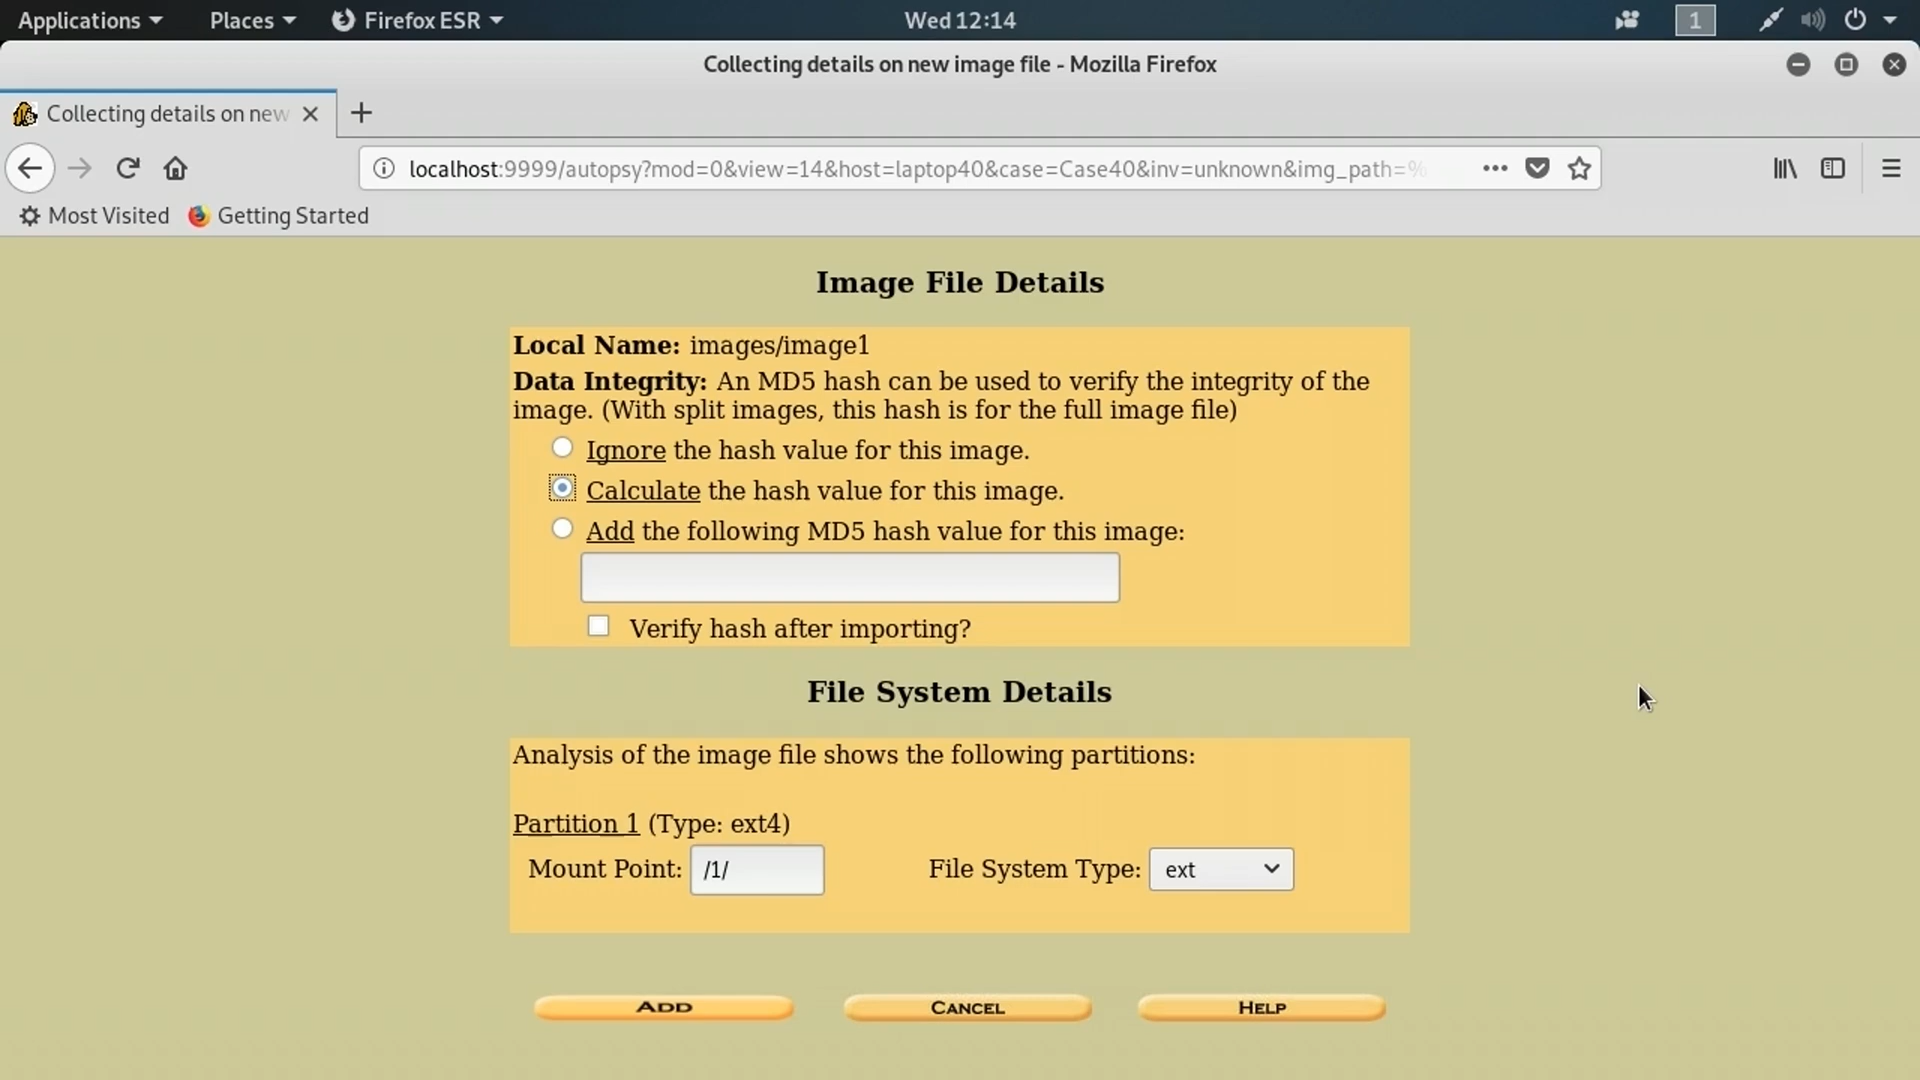 Applications Places Firefox ESR Wed 12:14 1
Collecting details on new image file - Mozilla Firefox
Collecting details on new
localhost:9999/autopsy?mod=0&view=14&host=laptop40&case=Case40&inv=unknown&img_path=%
Most Visited Getting Started
Image File Details
Local Name: images/image1
Data Integrity: An MD5 hash can be used to verify the integrity of the
image. (With split images, this hash is for the full image file)
Ignore the hash value for this image.
Calculate the hash value for this image.
Add the following MD5 hash value for this image:
Verify hash after importing?
File System Details
Analysis of the image file shows the following partitions:
Partition 1 (Type: ext4)
Mount Point: /1/ File System Type: ext
ADD CANCEL HELP